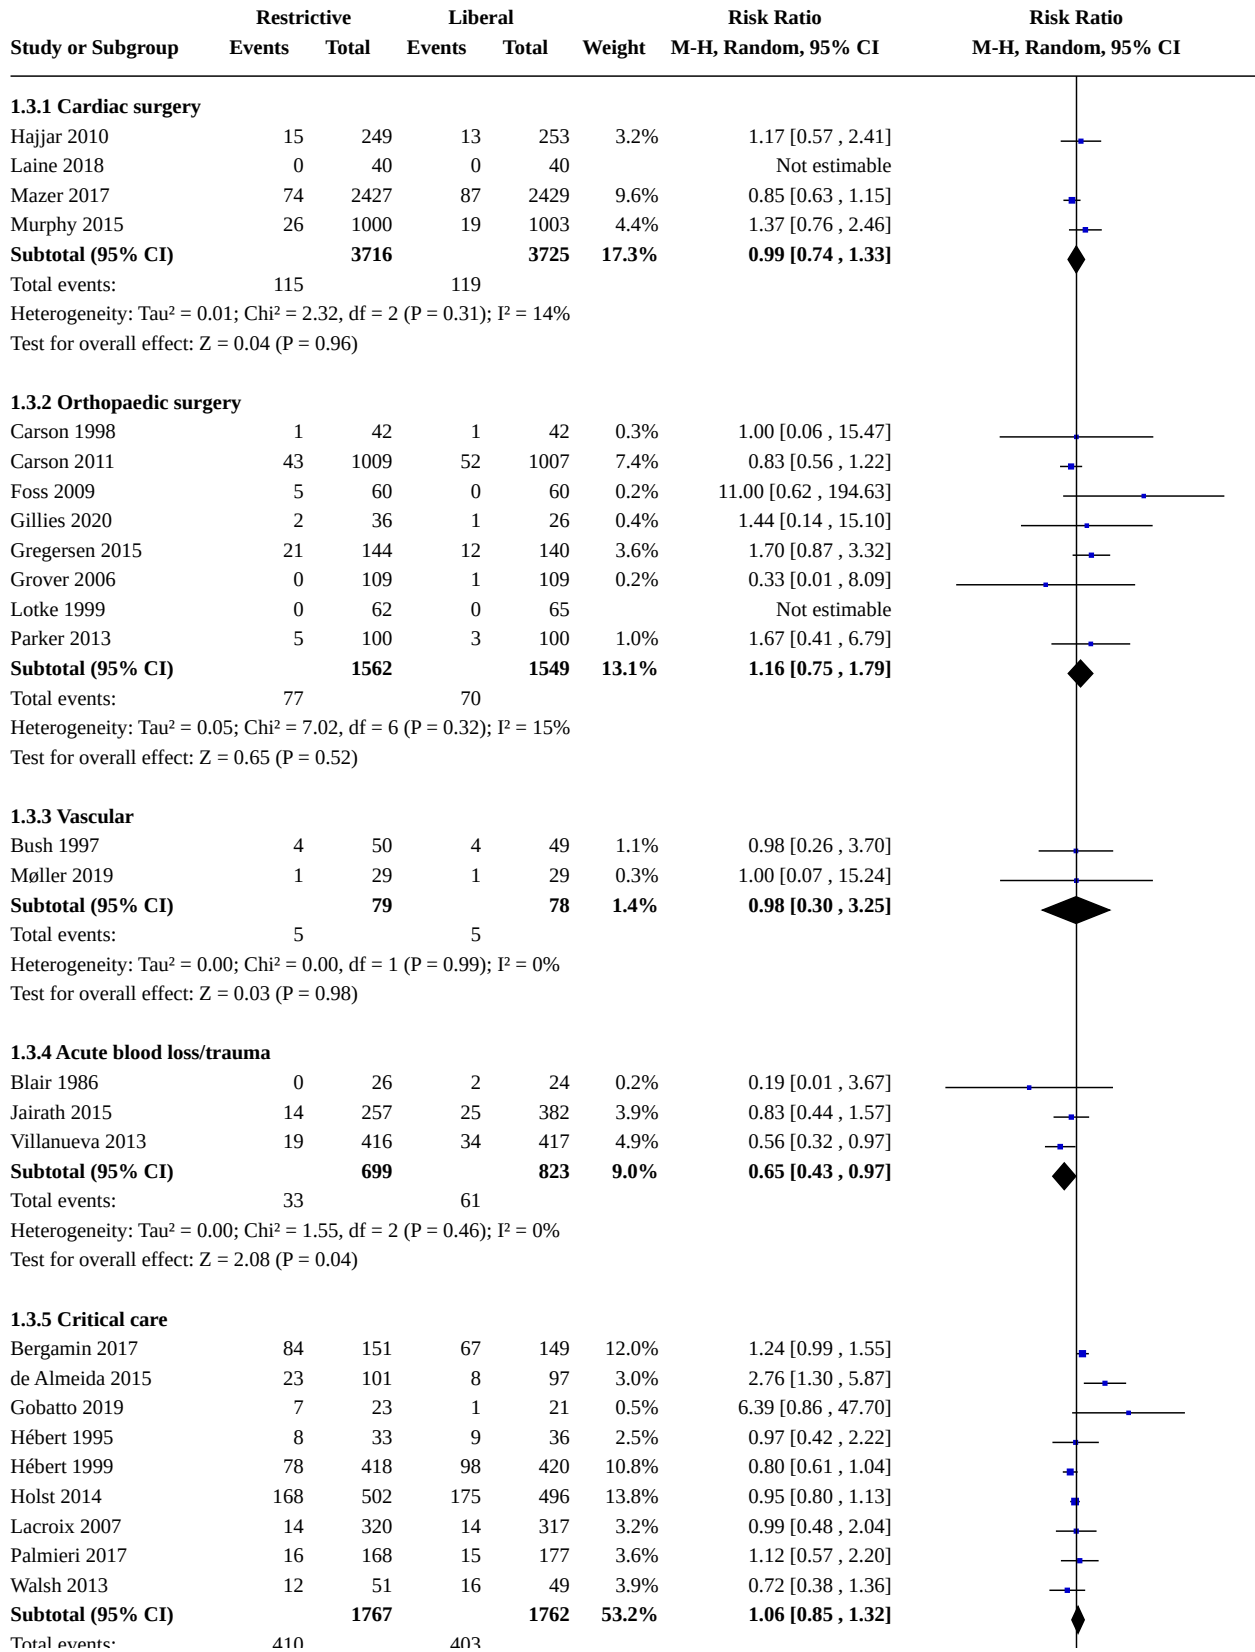 Restrictive Liberal Risk Ratio Risk Ratio
Study or Subgroup Events Total Events Total Weight M-H, Random, 95% CI M-H, Random, 95% CI
1.3.1 Cardiac surgery
Hajjar 2010 15 249 13 253 3.2% 1.17 [0.57 , 2.41]
Laine 2018 0 40 0 40 Not estimable
Mazer 2017 74 2427 87 2429 9.6% 0.85 [0.63 , 1.15]
Murphy 2015 26 1000 19 1003 4.4% 1.37 [0.76 , 2.46]
Subtotal (95% CI) 3716 3725 17.3% 0.99 [0.74 , 1.33]
Total events: 115 119
Heterogeneity: Tau² = 0.01; Chi² = 2.32, df = 2 (P = 0.31); I² = 14%
Test for overall effect: Z = 0.04 (P = 0.96)
1.3.2 Orthopaedic surgery
Carson 1998 1 42 1 42 0.3% 1.00 [0.06 , 15.47]
Carson 2011 43 1009 52 1007 7.4% 0.83 [0.56 , 1.22]
Foss 2009 5 60 0 60 0.2% 11.00 [0.62 , 194.63]
Gillies 2020 2 36 1 26 0.4% 1.44 [0.14 , 15.10]
Gregersen 2015 21 144 12 140 3.6% 1.70 [0.87 , 3.32]
Grover 2006 0 109 1 109 0.2% 0.33 [0.01 , 8.09]
Lotke 1999 0 62 0 65 Not estimable
Parker 2013 5 100 3 100 1.0% 1.67 [0.41 , 6.79]
Subtotal (95% CI) 1562 1549 13.1% 1.16 [0.75 , 1.79]
Total events: 77 70
Heterogeneity: Tau² = 0.05; Chi² = 7.02, df = 6 (P = 0.32); I² = 15%
Test for overall effect: Z = 0.65 (P = 0.52)
1.3.3 Vascular
Bush 1997 4 50 4 49 1.1% 0.98 [0.26 , 3.70]
Møller 2019 1 29 1 29 0.3% 1.00 [0.07 , 15.24]
Subtotal (95% CI) 79 78 1.4% 0.98 [0.30 , 3.25]
Total events: 5 5
Heterogeneity: Tau² = 0.00; Chi² = 0.00, df = 1 (P = 0.99); I² = 0%
Test for overall effect: Z = 0.03 (P = 0.98)
1.3.4 Acute blood loss/trauma
Blair 1986 0 26 2 24 0.2% 0.19 [0.01 , 3.67]
Jairath 2015 14 257 25 382 3.9% 0.83 [0.44 , 1.57]
Villanueva 2013 19 416 34 417 4.9% 0.56 [0.32 , 0.97]
Subtotal (95% CI) 699 823 9.0% 0.65 [0.43 , 0.97]
Total events: 33 61
Heterogeneity: Tau² = 0.00; Chi² = 1.55, df = 2 (P = 0.46); I² = 0%
Test for overall effect: Z = 2.08 (P = 0.04)
1.3.5 Critical care
Bergamin 2017 84 151 67 149 12.0% 1.24 [0.99 , 1.55]
de Almeida 2015 23 101 8 97 3.0% 2.76 [1.30 , 5.87]
Gobatto 2019 7 23 1 21 0.5% 6.39 [0.86 , 47.70]
Hébert 1995 8 33 9 36 2.5% 0.97 [0.42 , 2.22]
Hébert 1999 78 418 98 420 10.8% 0.80 [0.61 , 1.04]
Holst 2014 168 502 175 496 13.8% 0.95 [0.80 , 1.13]
Lacroix 2007 14 320 14 317 3.2% 0.99 [0.48 , 2.04]
Palmieri 2017 16 168 15 177 3.6% 1.12 [0.57 , 2.20]
Walsh 2013 12 51 16 49 3.9% 0.72 [0.38 , 1.36]
Subtotal (95% CI) 1767 1762 53.2% 1.06 [0.85 , 1.32]
Total events: 410 403